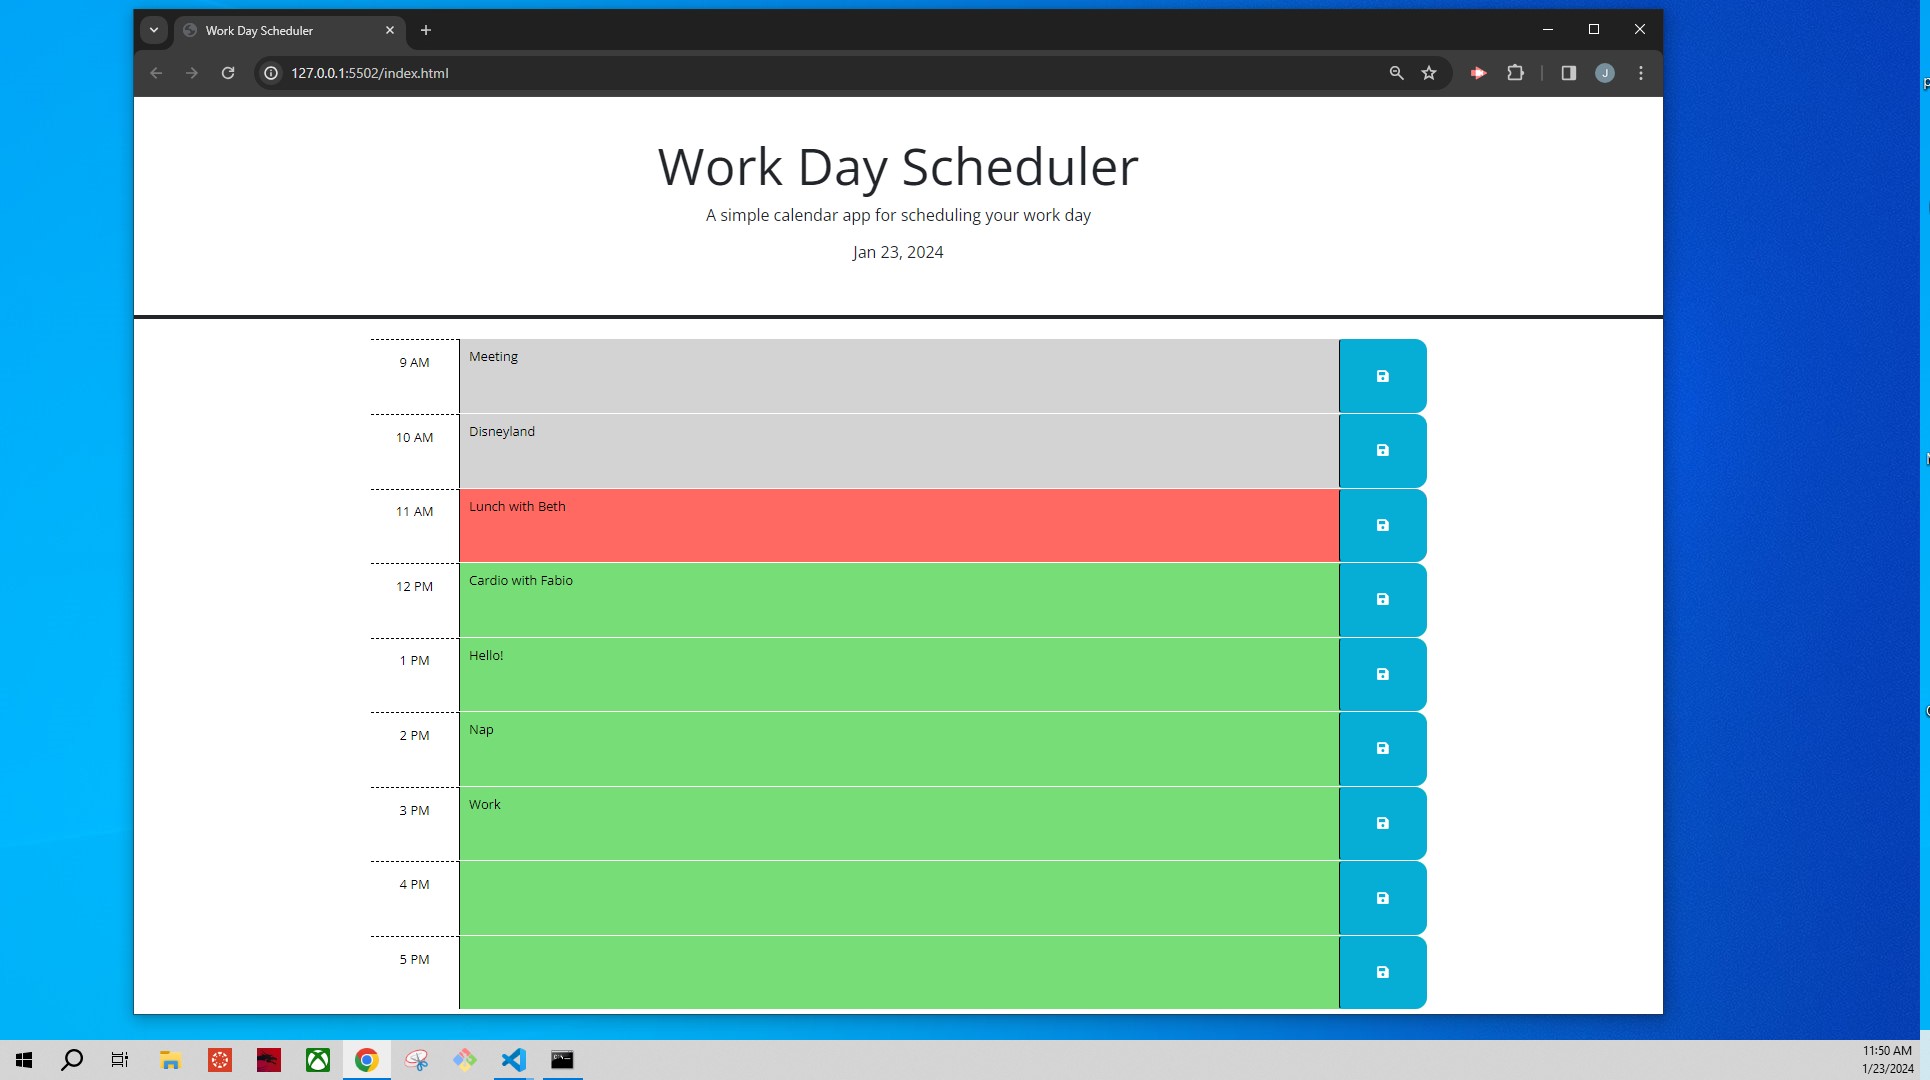 Work Day Scheduler
127.0.0.1:5502/index.html
J
Work Day Scheduler
A simple calendar app for scheduling your work day
Jan 23, 2024
9 AM Meeting
10 AM Disneyland
11 AM Lunch with Beth
12 PM Cardio with Fabio
1 PM Hello!
2 PM Nap
3 PM Work
4 PM
5 PM
11:50 AM
1/23/2024